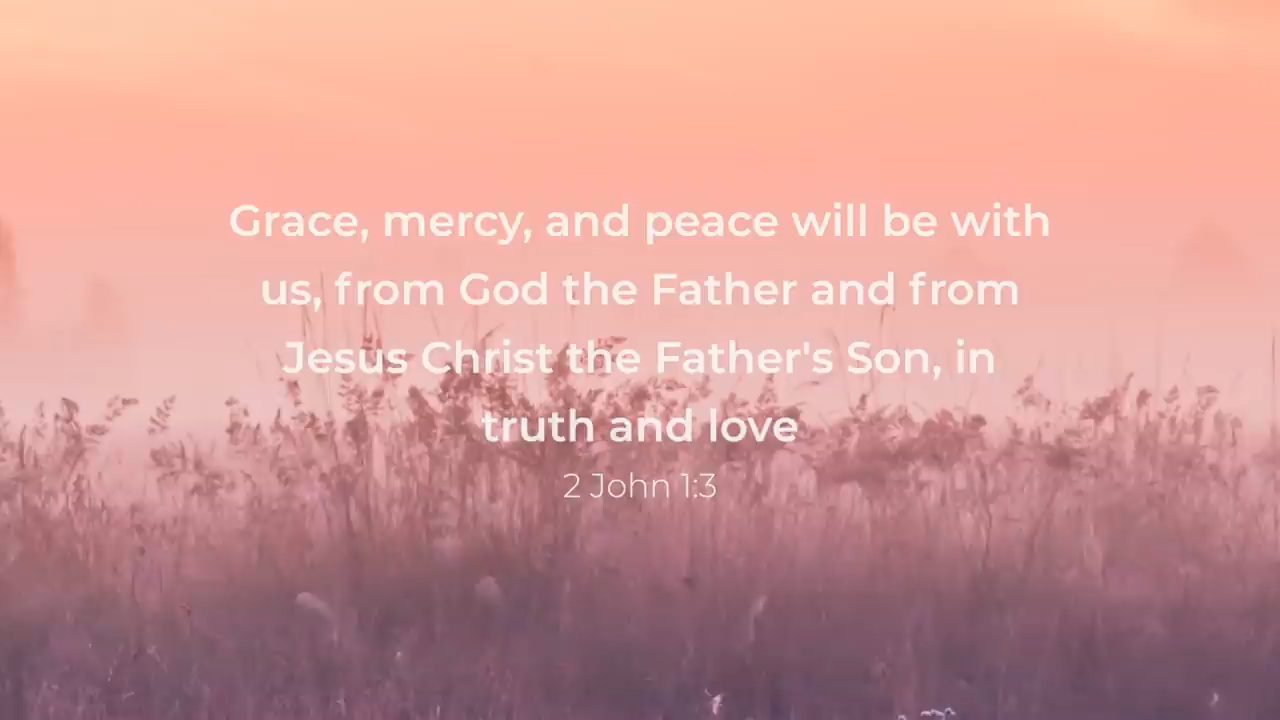 Grace, mercy, and peace will be with
us, from God the Father and from
Jesus Christ the Father's Son, in
truth and love
2 John 1:3